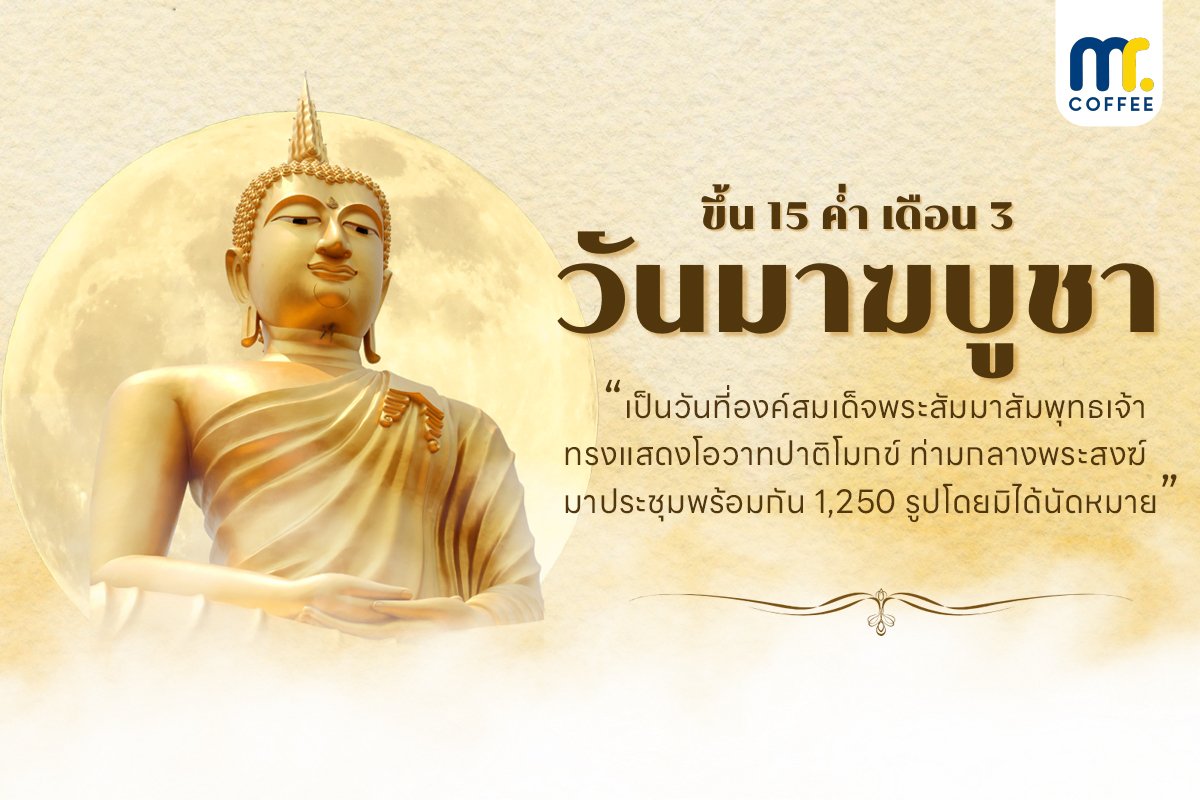 mr.
COFFEE
ขึ้น 15 ค่ำ เดือน 3
วันมาฆบูชา
“เป็นวันที่องค์สมเด็จพระสัมมาสัมพุทธเจ้า
ทรงแสดงโอวาทปาติโมกข์ ท่ามกลางพระสงฆ์
มาประชุมพร้อมกัน 1,250 รูปโดยมิได้นัดหมาย”